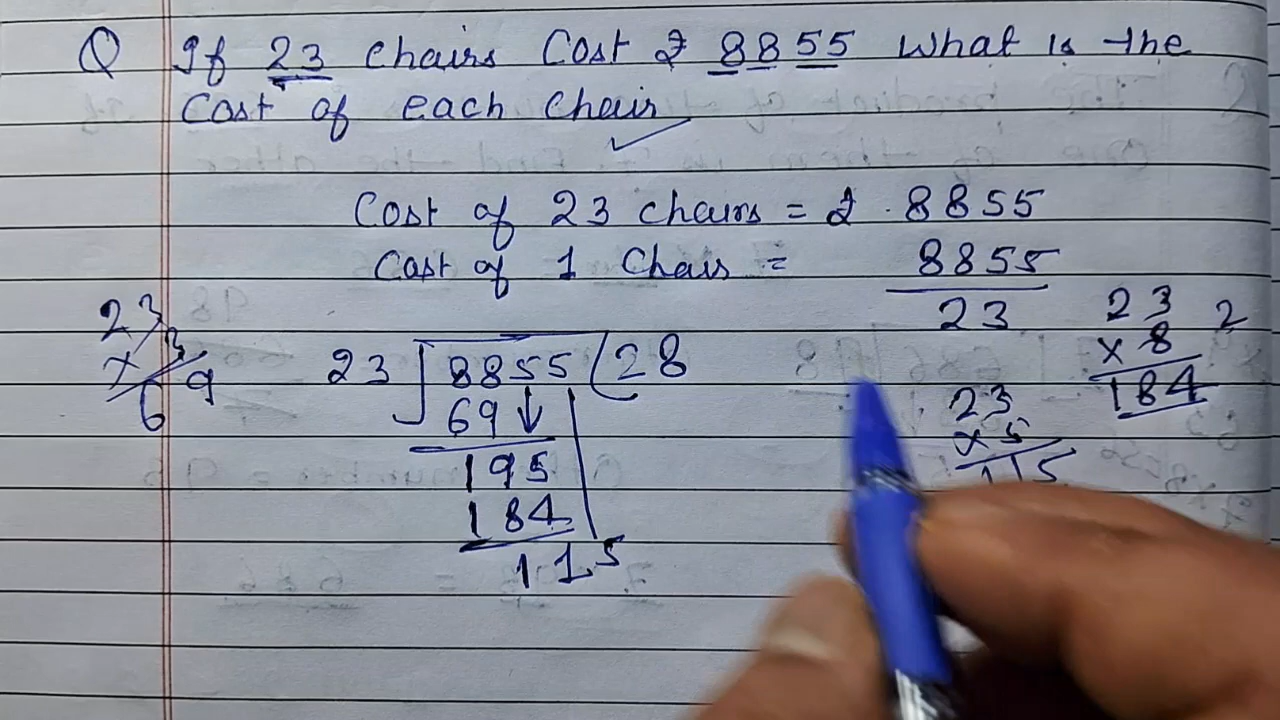 Q If 23 Chairs Cost ₹ 8855 What is the
Cost of each Chair
Cost of 23 Chairs = ₹ 8855
Cost of 1 Chair = 8855
23
23
x 3
69
23 8855 28
69
195
184
115
23 2
x 8
184
23
x 5
115